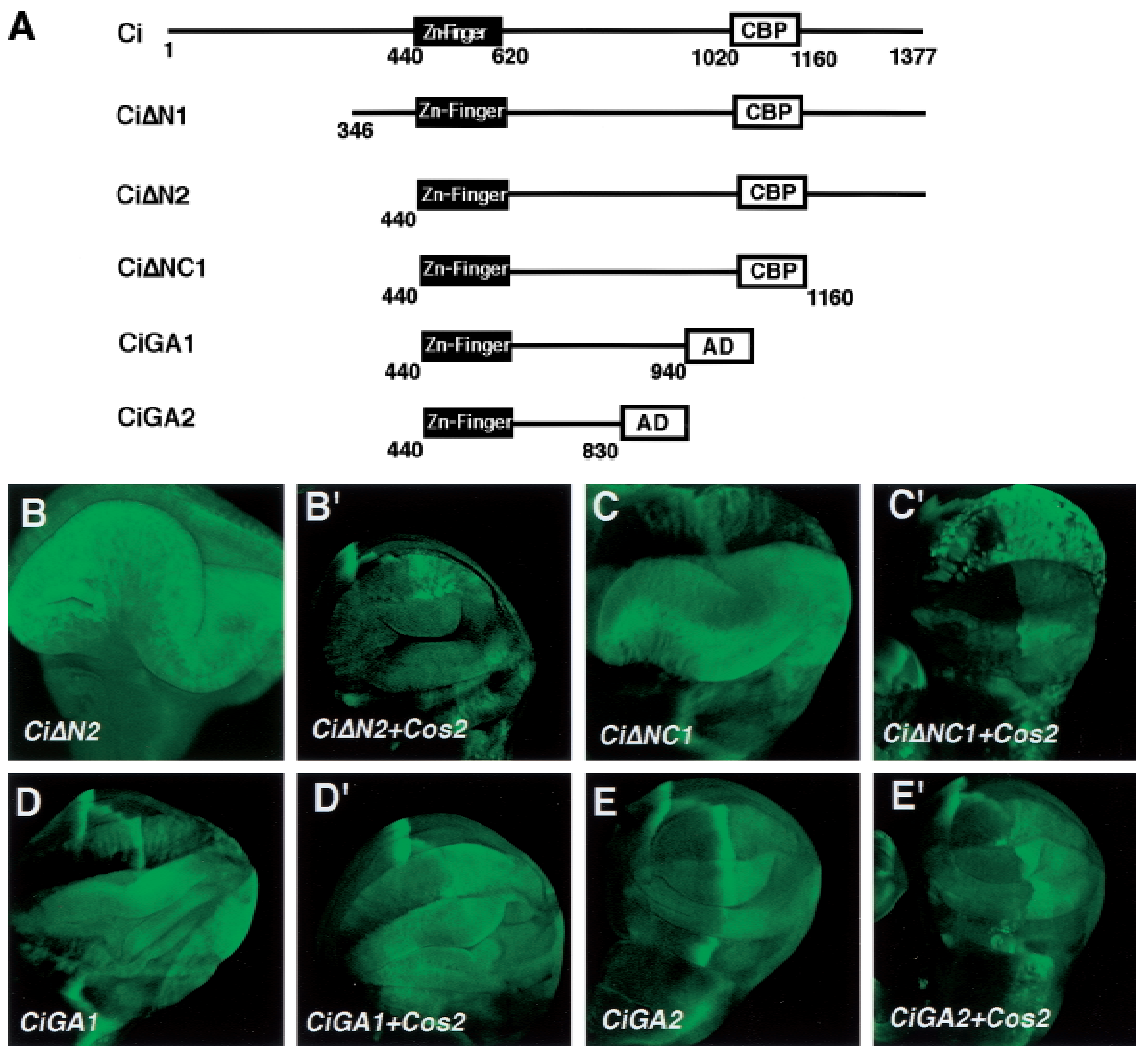 A
Ci 1 Zn-Finger 440 620 CBP 1020 1160 1377
CiΔN1 346 Zn-Finger CBP
CiΔN2 440 Zn-Finger CBP
CiΔNC1 440 Zn-Finger CBP 1160
CiGA1 440 Zn-Finger 940 AD
CiGA2 440 Zn-Finger 830 AD
B CiΔN2
B' CiΔN2+Cos2
C CiΔNC1
C' CiΔNC1+Cos2
D CiGA1
D' CiGA1+Cos2
E CiGA2
E' CiGA2+Cos2